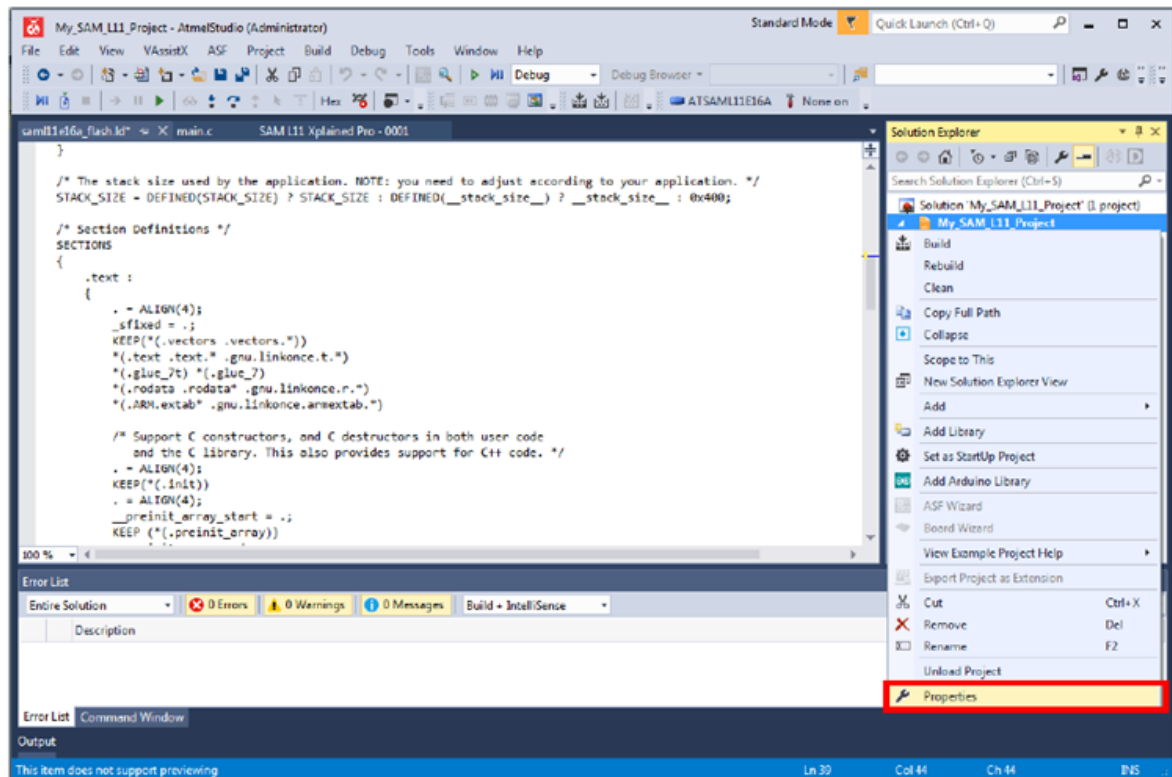 My_SAM_L11_Project - AtmelStudio (Administrator)
Standard Mode
Quick Launch (Ctrl+Q)
File Edit View VAssistX ASF Project Build Debug Tools Window Help
Debug
Debug Browser
Hex
ATSAML11E16A
None on
saml11e16a_flash.ld*
main.c
SAM L11 Xplained Pro - 0001
}
/* The stack size used by the application. NOTE: you need to adjust according to your application. */
STACK_SIZE = DEFINED(STACK_SIZE) ? STACK_SIZE : DEFINED(__stack_size__) ? __stack_size__ : 0x400;
/* Section Definitions */
SECTIONS
{
.text :
{
. = ALIGN(4);
_sfixed = .;
KEEP(*(.vectors .vectors.*))
*(.text .text.* .gnu.linkonce.t.*)
*(.glue_7t) *(.glue_7)
*(.rodata .rodata* .gnu.linkonce.r.*)
*(.ARM.extab* .gnu.linkonce.armextab.*)
/* Support C constructors, and C destructors in both user code
and the C library. This also provides support for C++ code. */
. = ALIGN(4);
KEEP(*(.init))
. = ALIGN(4);
__preinit_array_start = .;
KEEP (*(.preinit_array))
100 %
Solution Explorer
Search Solution Explorer (Ctrl+S)
Solution 'My_SAM_L11_Project' (1 project)
My_SAM_L11_Project
Build
Rebuild
Clean
Copy Full Path
Collapse
Scope to This
New Solution Explorer View
Add
Add Library
Set as StartUp Project
Add Arduino Library
ASF Wizard
Board Wizard
View Example Project Help
Export Project as Extension
Cut Ctrl+X
Remove Del
Rename F2
Unload Project
Properties
Error List
Entire Solution
0 Errors
0 Warnings
0 Messages
Build + IntelliSense
Description
Error List
Command Window
Output
This item does not support previewing
Ln 39
Col 44
Ch 44
INS